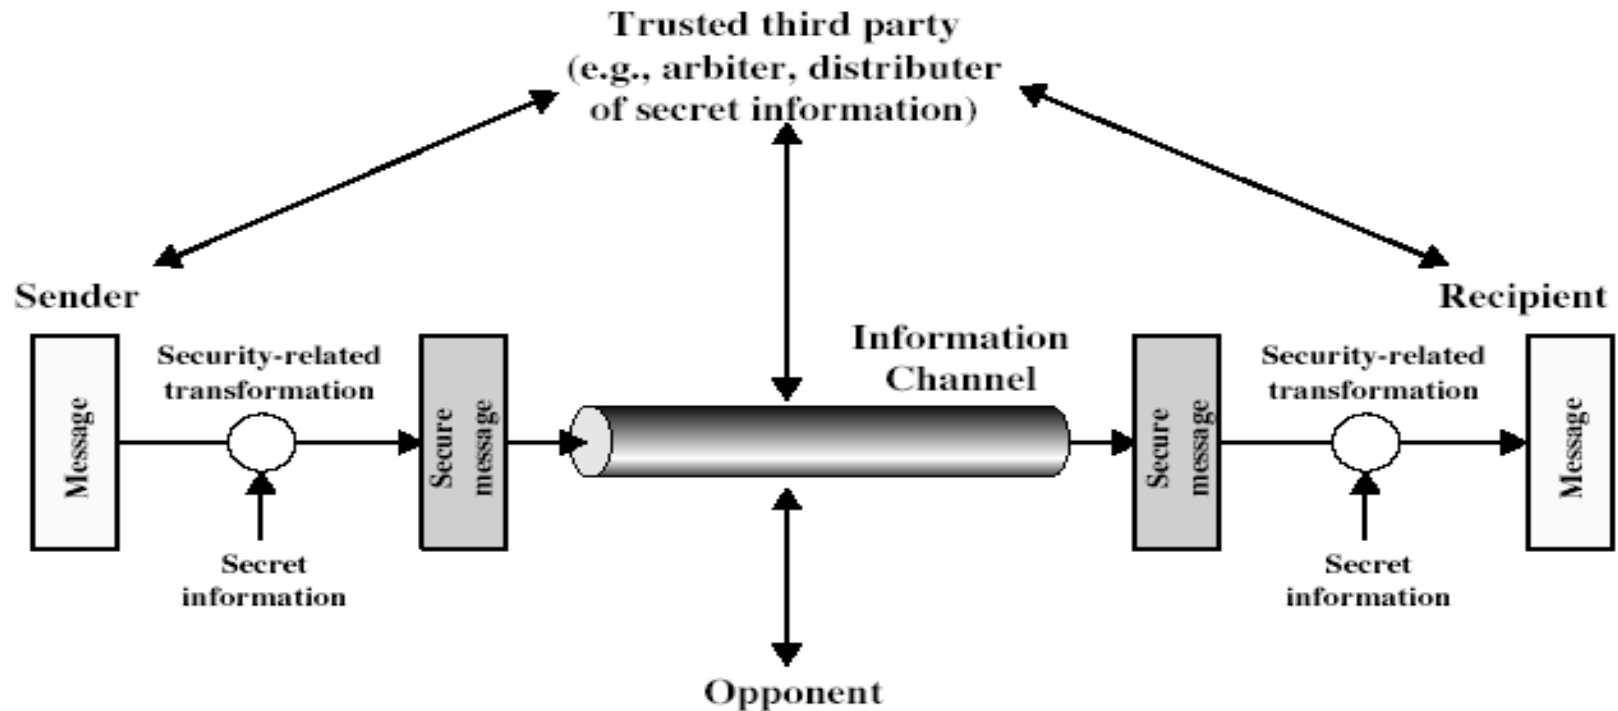 Trusted third party
(e.g., arbiter, distributer
of secret information)
Sender
Recipient
Message
Security-related
transformation
Secret
information
Secure
message
Information
Channel
Secure
message
Security-related
transformation
Secret
information
Message
Opponent